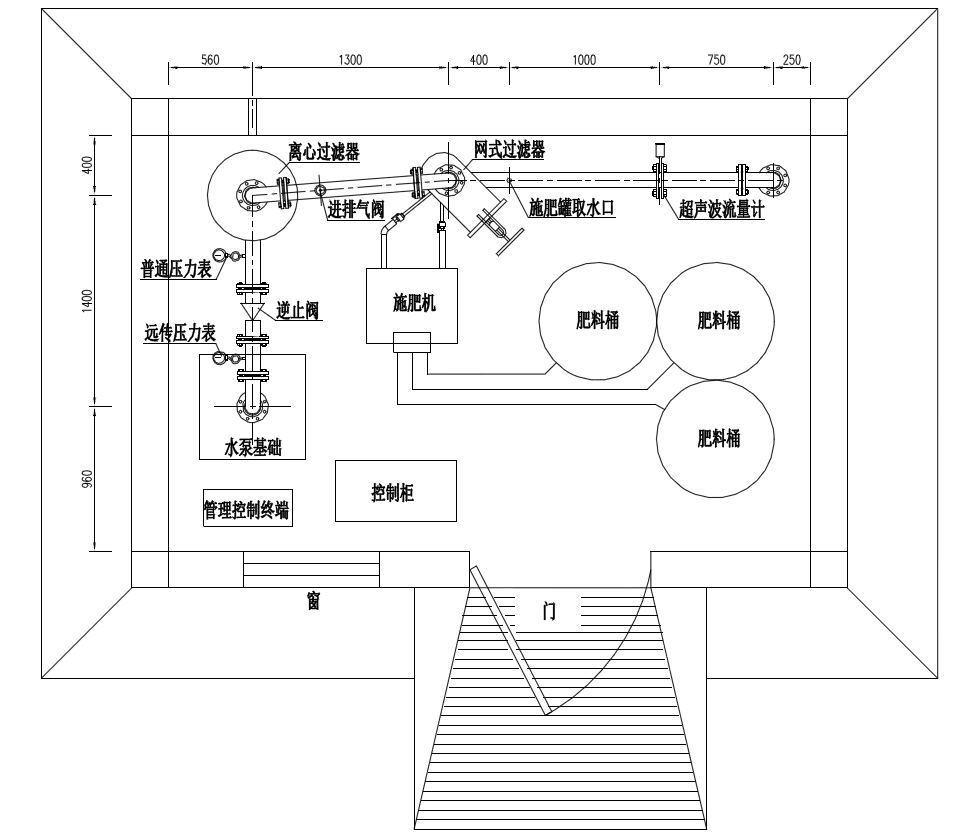 560
1300
400
1000
750
250
400
1400
960
离心过滤器
网式过滤器
进排气阀
施肥罐取水口
超声波流量计
普通压力表
逆止阀
施肥机
肥料桶
肥料桶
远传压力表
肥料桶
水泵基础
控制柜
管理控制终端
窗
门